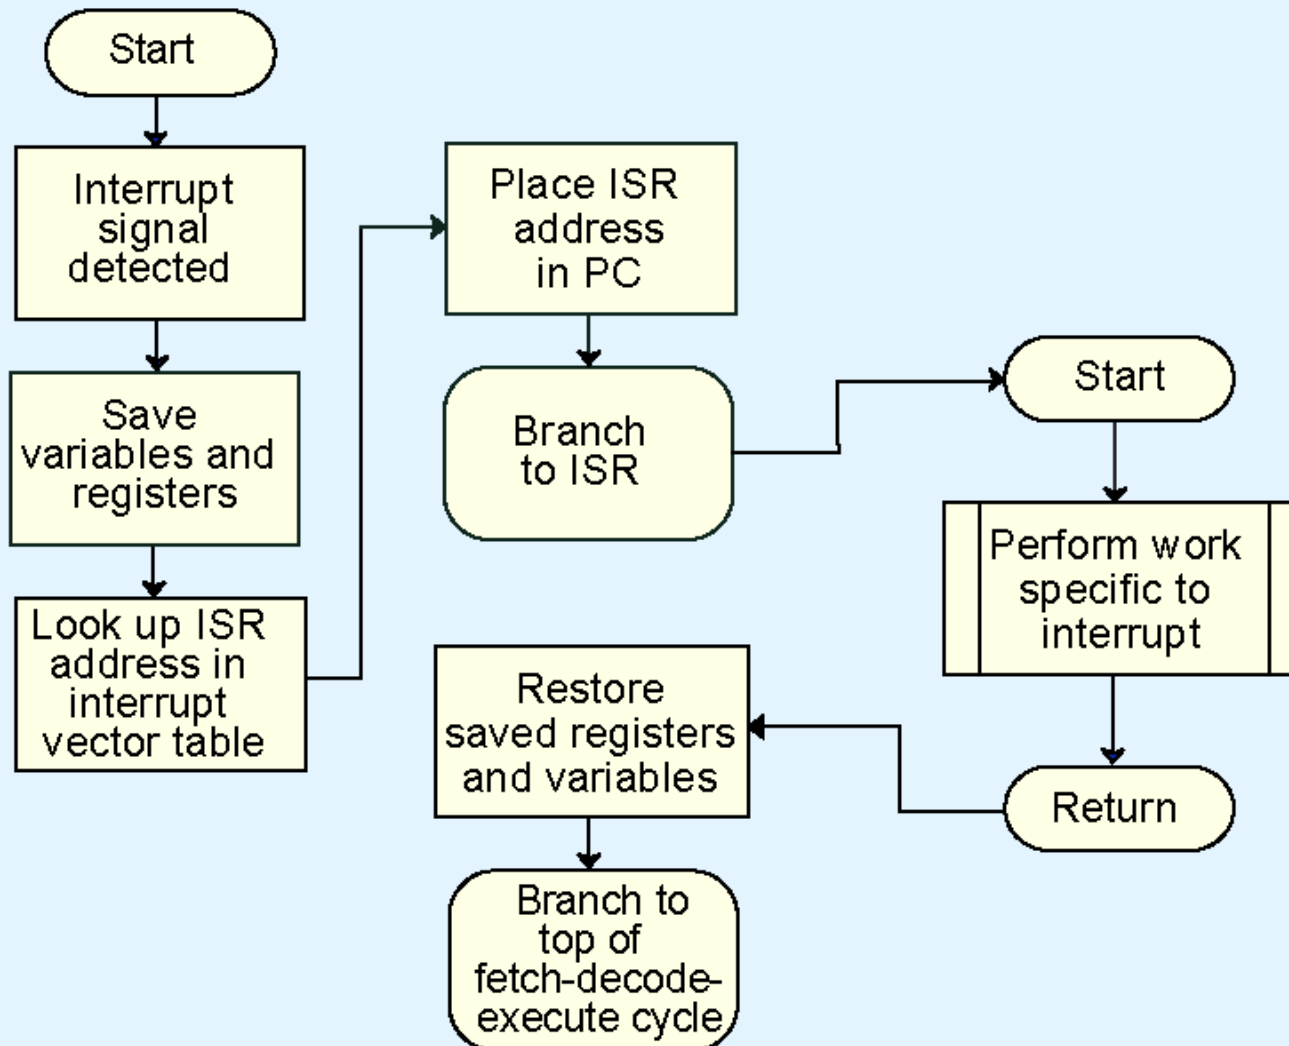 Start
Interrupt
signal
detected
Save
variables and
registers
Look up ISR
address in
interrupt
vector table
Place ISR
address
in PC
Branch
to ISR
Start
Perform work
specific to
interrupt
Return
Restore
saved registers
and variables
Branch to
top of
fetch-decode-
execute cycle